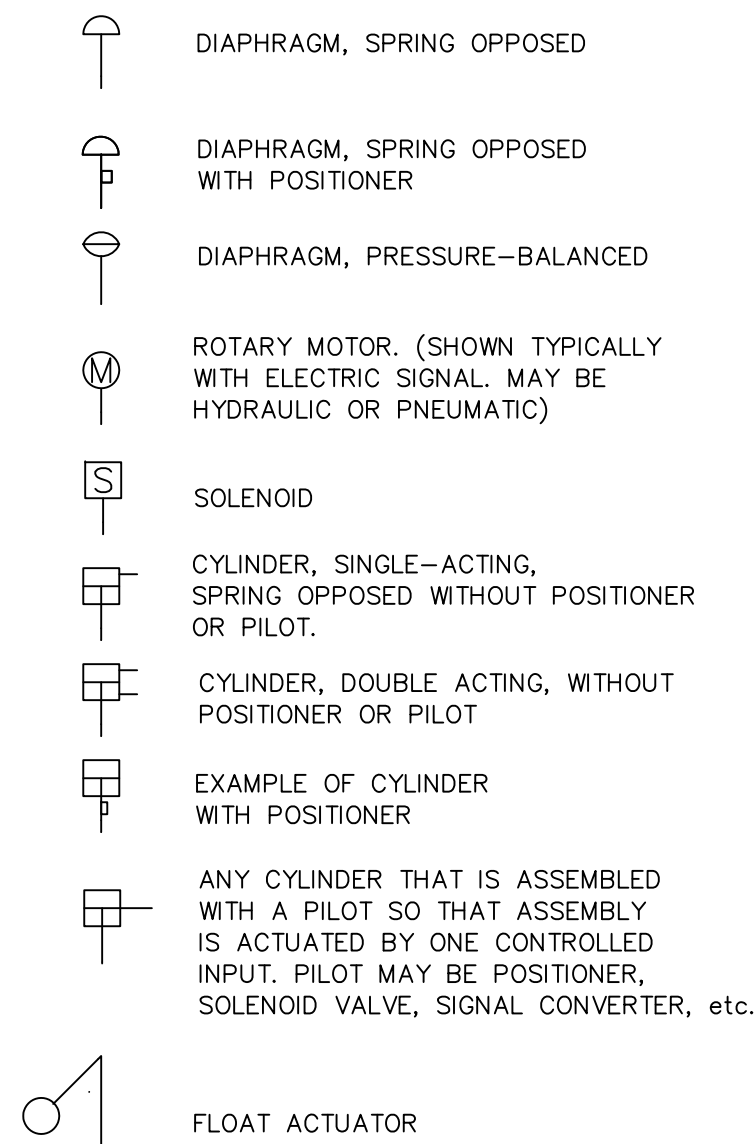 DIAPHRAGM, SPRING OPPOSED
DIAPHRAGM, SPRING OPPOSED
WITH POSITIONER
DIAPHRAGM, PRESSURE-BALANCED
M
ROTARY MOTOR. (SHOWN TYPICALLY
WITH ELECTRIC SIGNAL. MAY BE
HYDRAULIC OR PNEUMATIC)
S
SOLENOID
CYLINDER, SINGLE-ACTING,
SPRING OPPOSED WITHOUT POSITIONER
OR PILOT.
CYLINDER, DOUBLE ACTING, WITHOUT
POSITIONER OR PILOT
EXAMPLE OF CYLINDER
WITH POSITIONER
ANY CYLINDER THAT IS ASSEMBLED
WITH A PILOT SO THAT ASSEMBLY
IS ACTUATED BY ONE CONTROLLED
INPUT. PILOT MAY BE POSITIONER,
SOLENOID VALVE, SIGNAL CONVERTER, etc.
FLOAT ACTUATOR